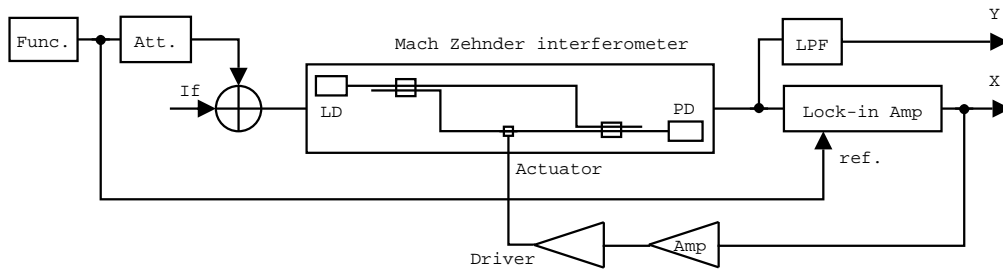 Y
Func.
Att.
Mach Zehnder interferometer
LPF
If
X
LD
PD
Lock-in Amp
Actuator
ref.
Amp
Driver